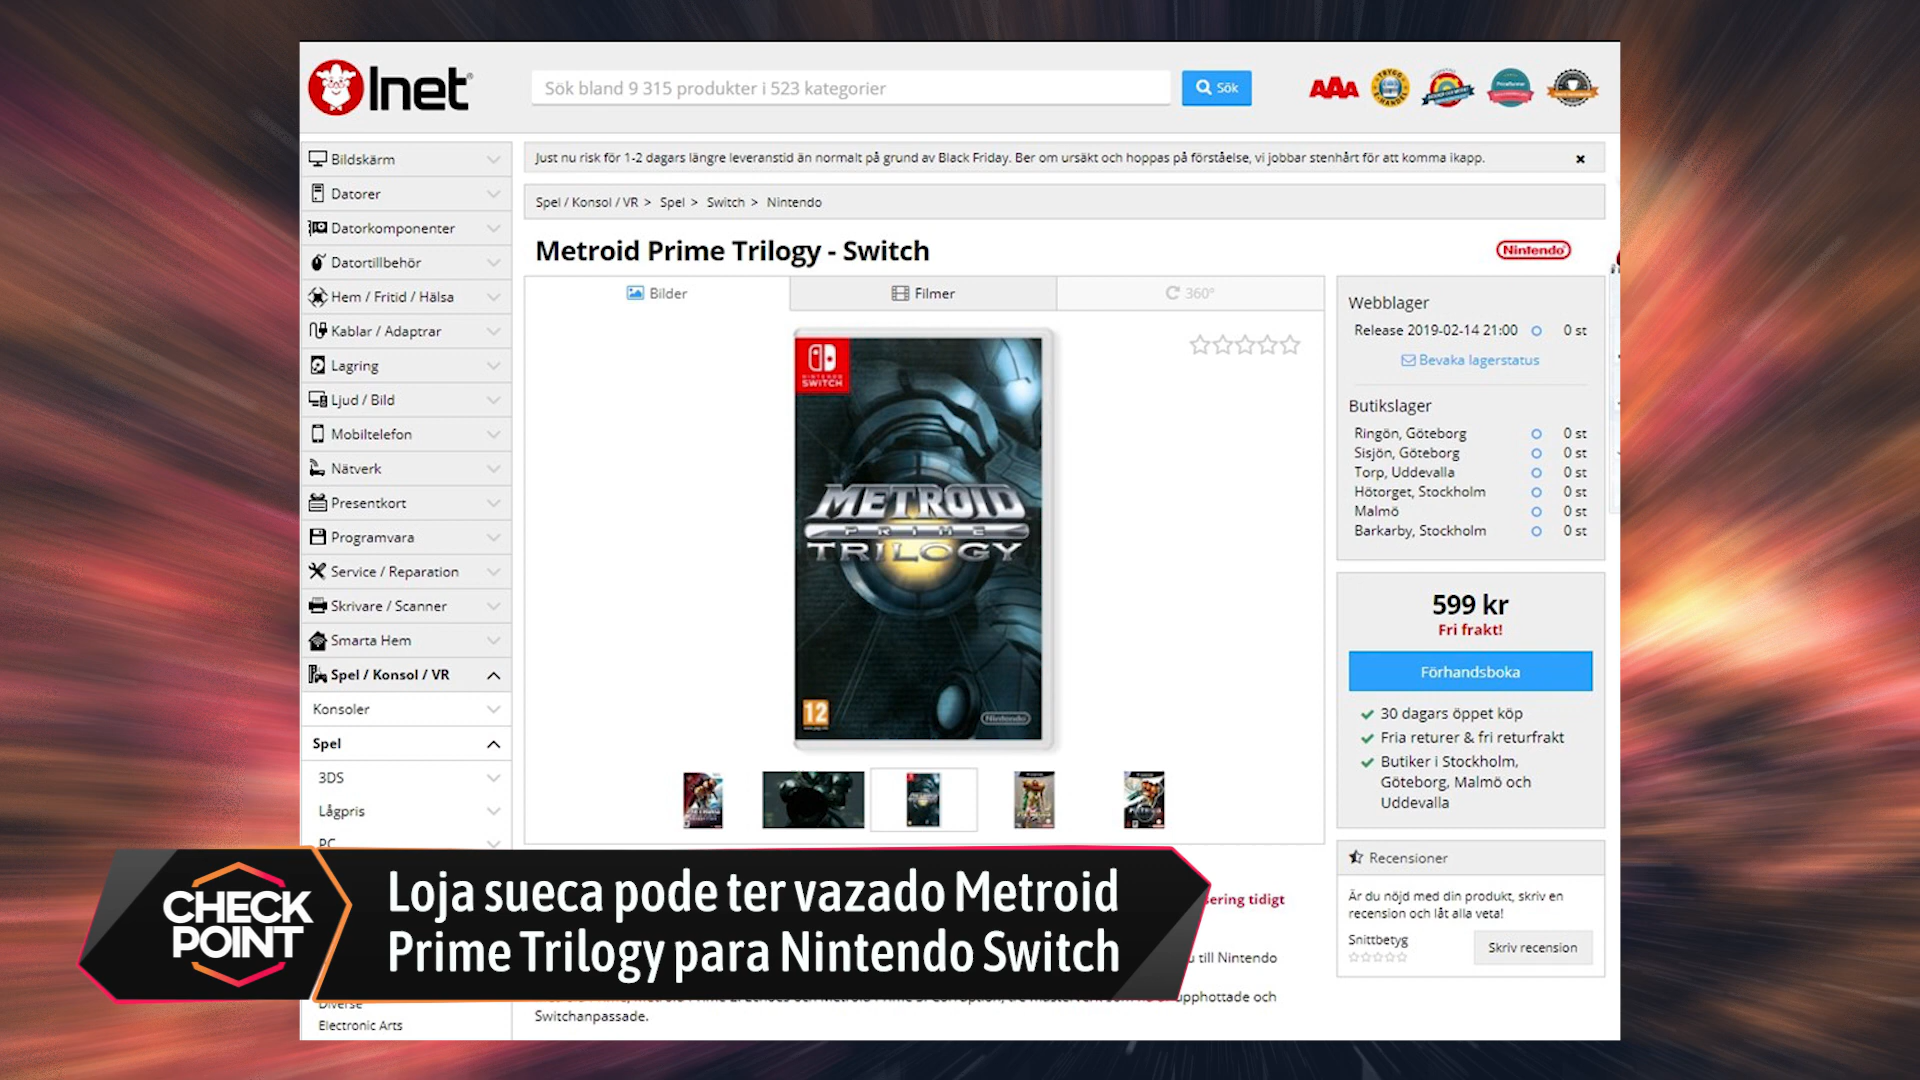 Inet
Sök bland 9 315 produkter i 523 kategorier
Sök
AAA
Bildskärm
Datorer
Datorkomponenter
Datortillbehör
Hem / Fritid / Hälsa
Kablar / Adaptrar
Lagring
Ljud / Bild
Mobiltelefon
Nätverk
Presentkort
Programvara
Service / Reparation
Skrivare / Scanner
Smarta Hem
Spel / Konsol / VR
Konsoler
Spel
3DS
Lågpris
PC
Diverse
Electronic Arts
Just nu risk för 1-2 dagars längre leveranstid än normalt på grund av Black Friday. Ber om ursäkt och hoppas på förståelse, vi jobbar stenhårt för att komma ikapp.
Spel / Konsol / VR > Spel > Switch > Nintendo
Metroid Prime Trilogy - Switch
Nintendo
Bilder
Filmer
360°
NINTENDO
SWITCH
METROID
PRIME
TRILOGY
12
Nintendo
Webblager
Release 2019-02-14 21:00 0 st
Bevaka lagerstatus
Butikslager
Ringön, Göteborg 0 st
Sisjön, Göteborg 0 st
Torp, Uddevalla 0 st
Hötorget, Stockholm 0 st
Malmö 0 st
Barkarby, Stockholm 0 st
599 kr
Fri frakt!
Förhandsboka
30 dagars öppet köp
Fria returer & fri returfrakt
Butiker i Stockholm,
Göteborg, Malmö och
Uddevalla
Recensioner
Är du nöjd med din produkt, skriv en
recension och låt alla veta!
Snittbetyg
Skriv recension
sering tidigt
till Nintendo
upphottade och
Switchanpassade.
CHECK
POINT
Loja sueca pode ter vazado Metroid
Prime Trilogy para Nintendo Switch